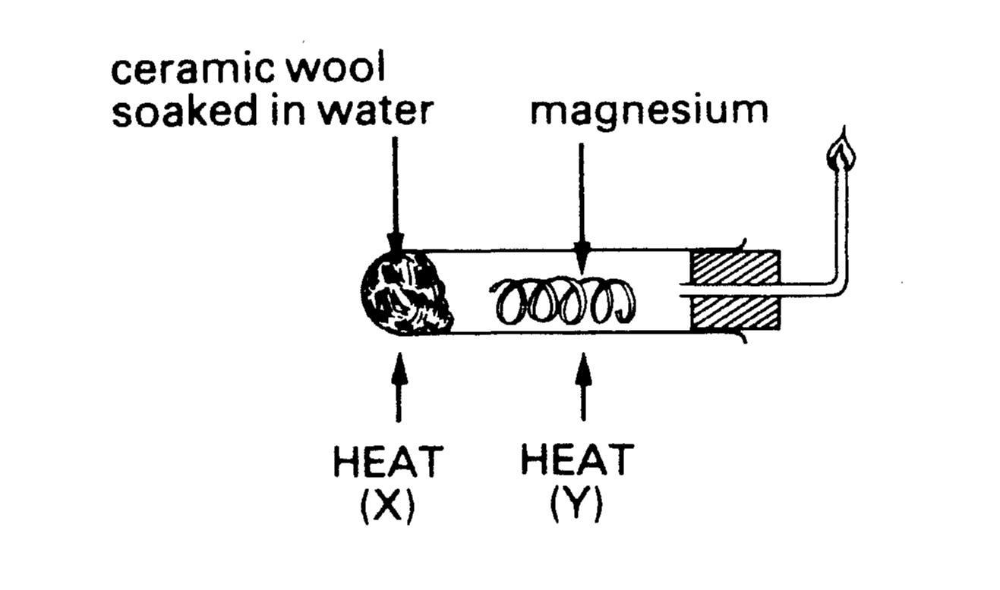 ceramic wool
soaked in water
magnesium
HEAT
(X)
HEAT
(Y)